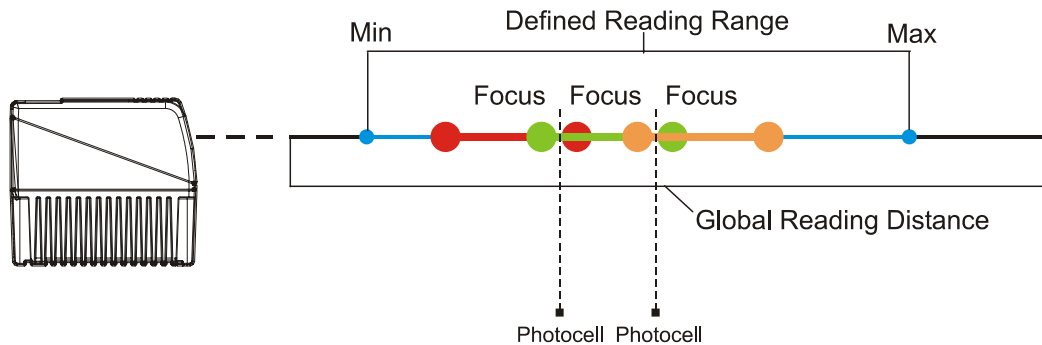 Defined Reading Range
Min
Max
Focus Focus Focus
Global Reading Distance
Photocell Photocell